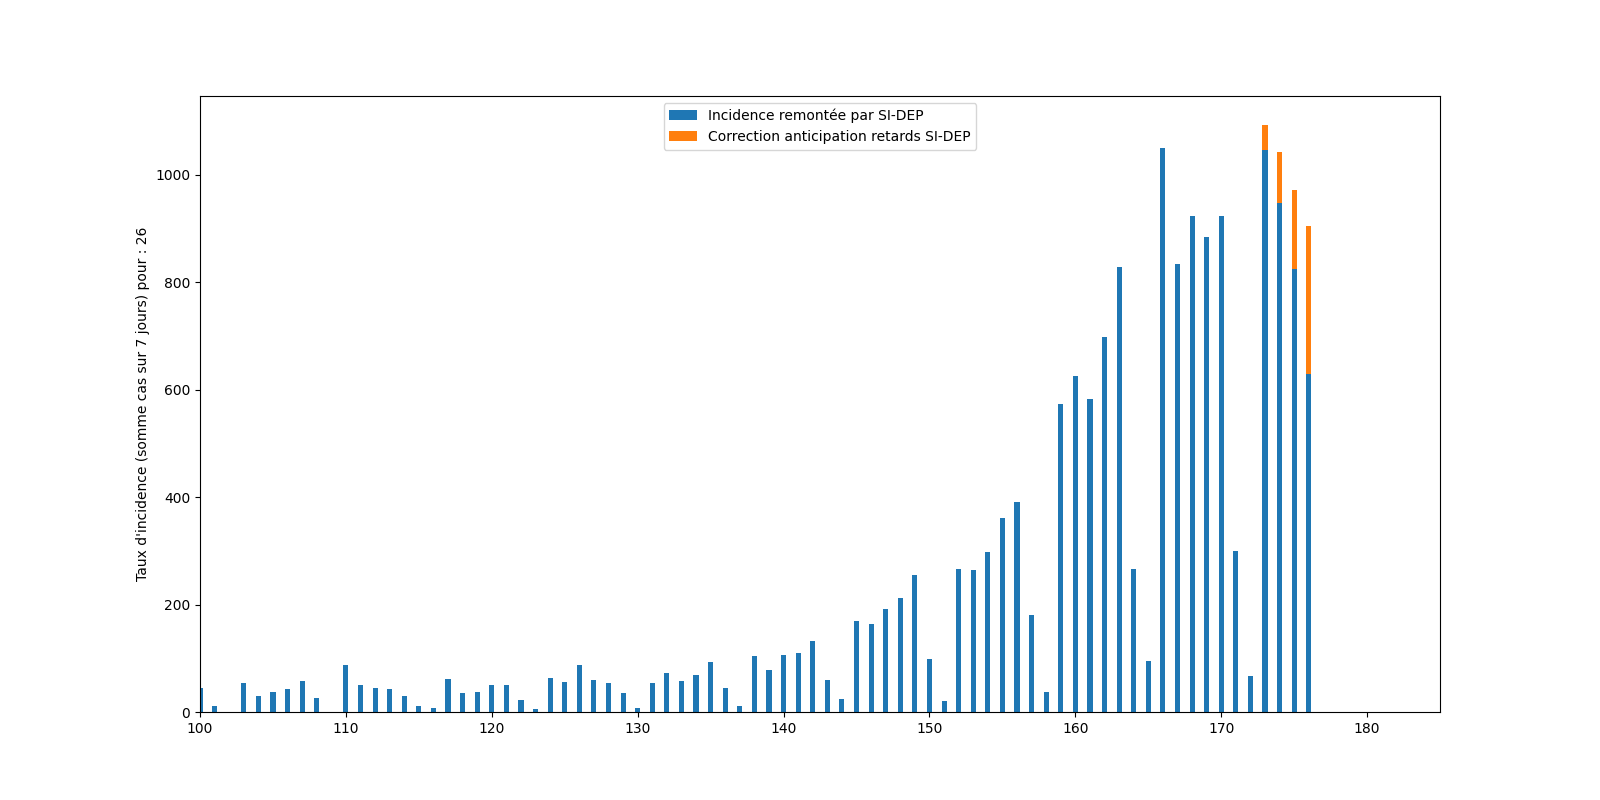 Incidence remontée par SI-DEP
Correction anticipation retards SI-DEP
Taux d'incidence (somme cas sur 7 jours) pour : 26
1000
800
600
400
200
0
100 110 120 130 140 150 160 170 180